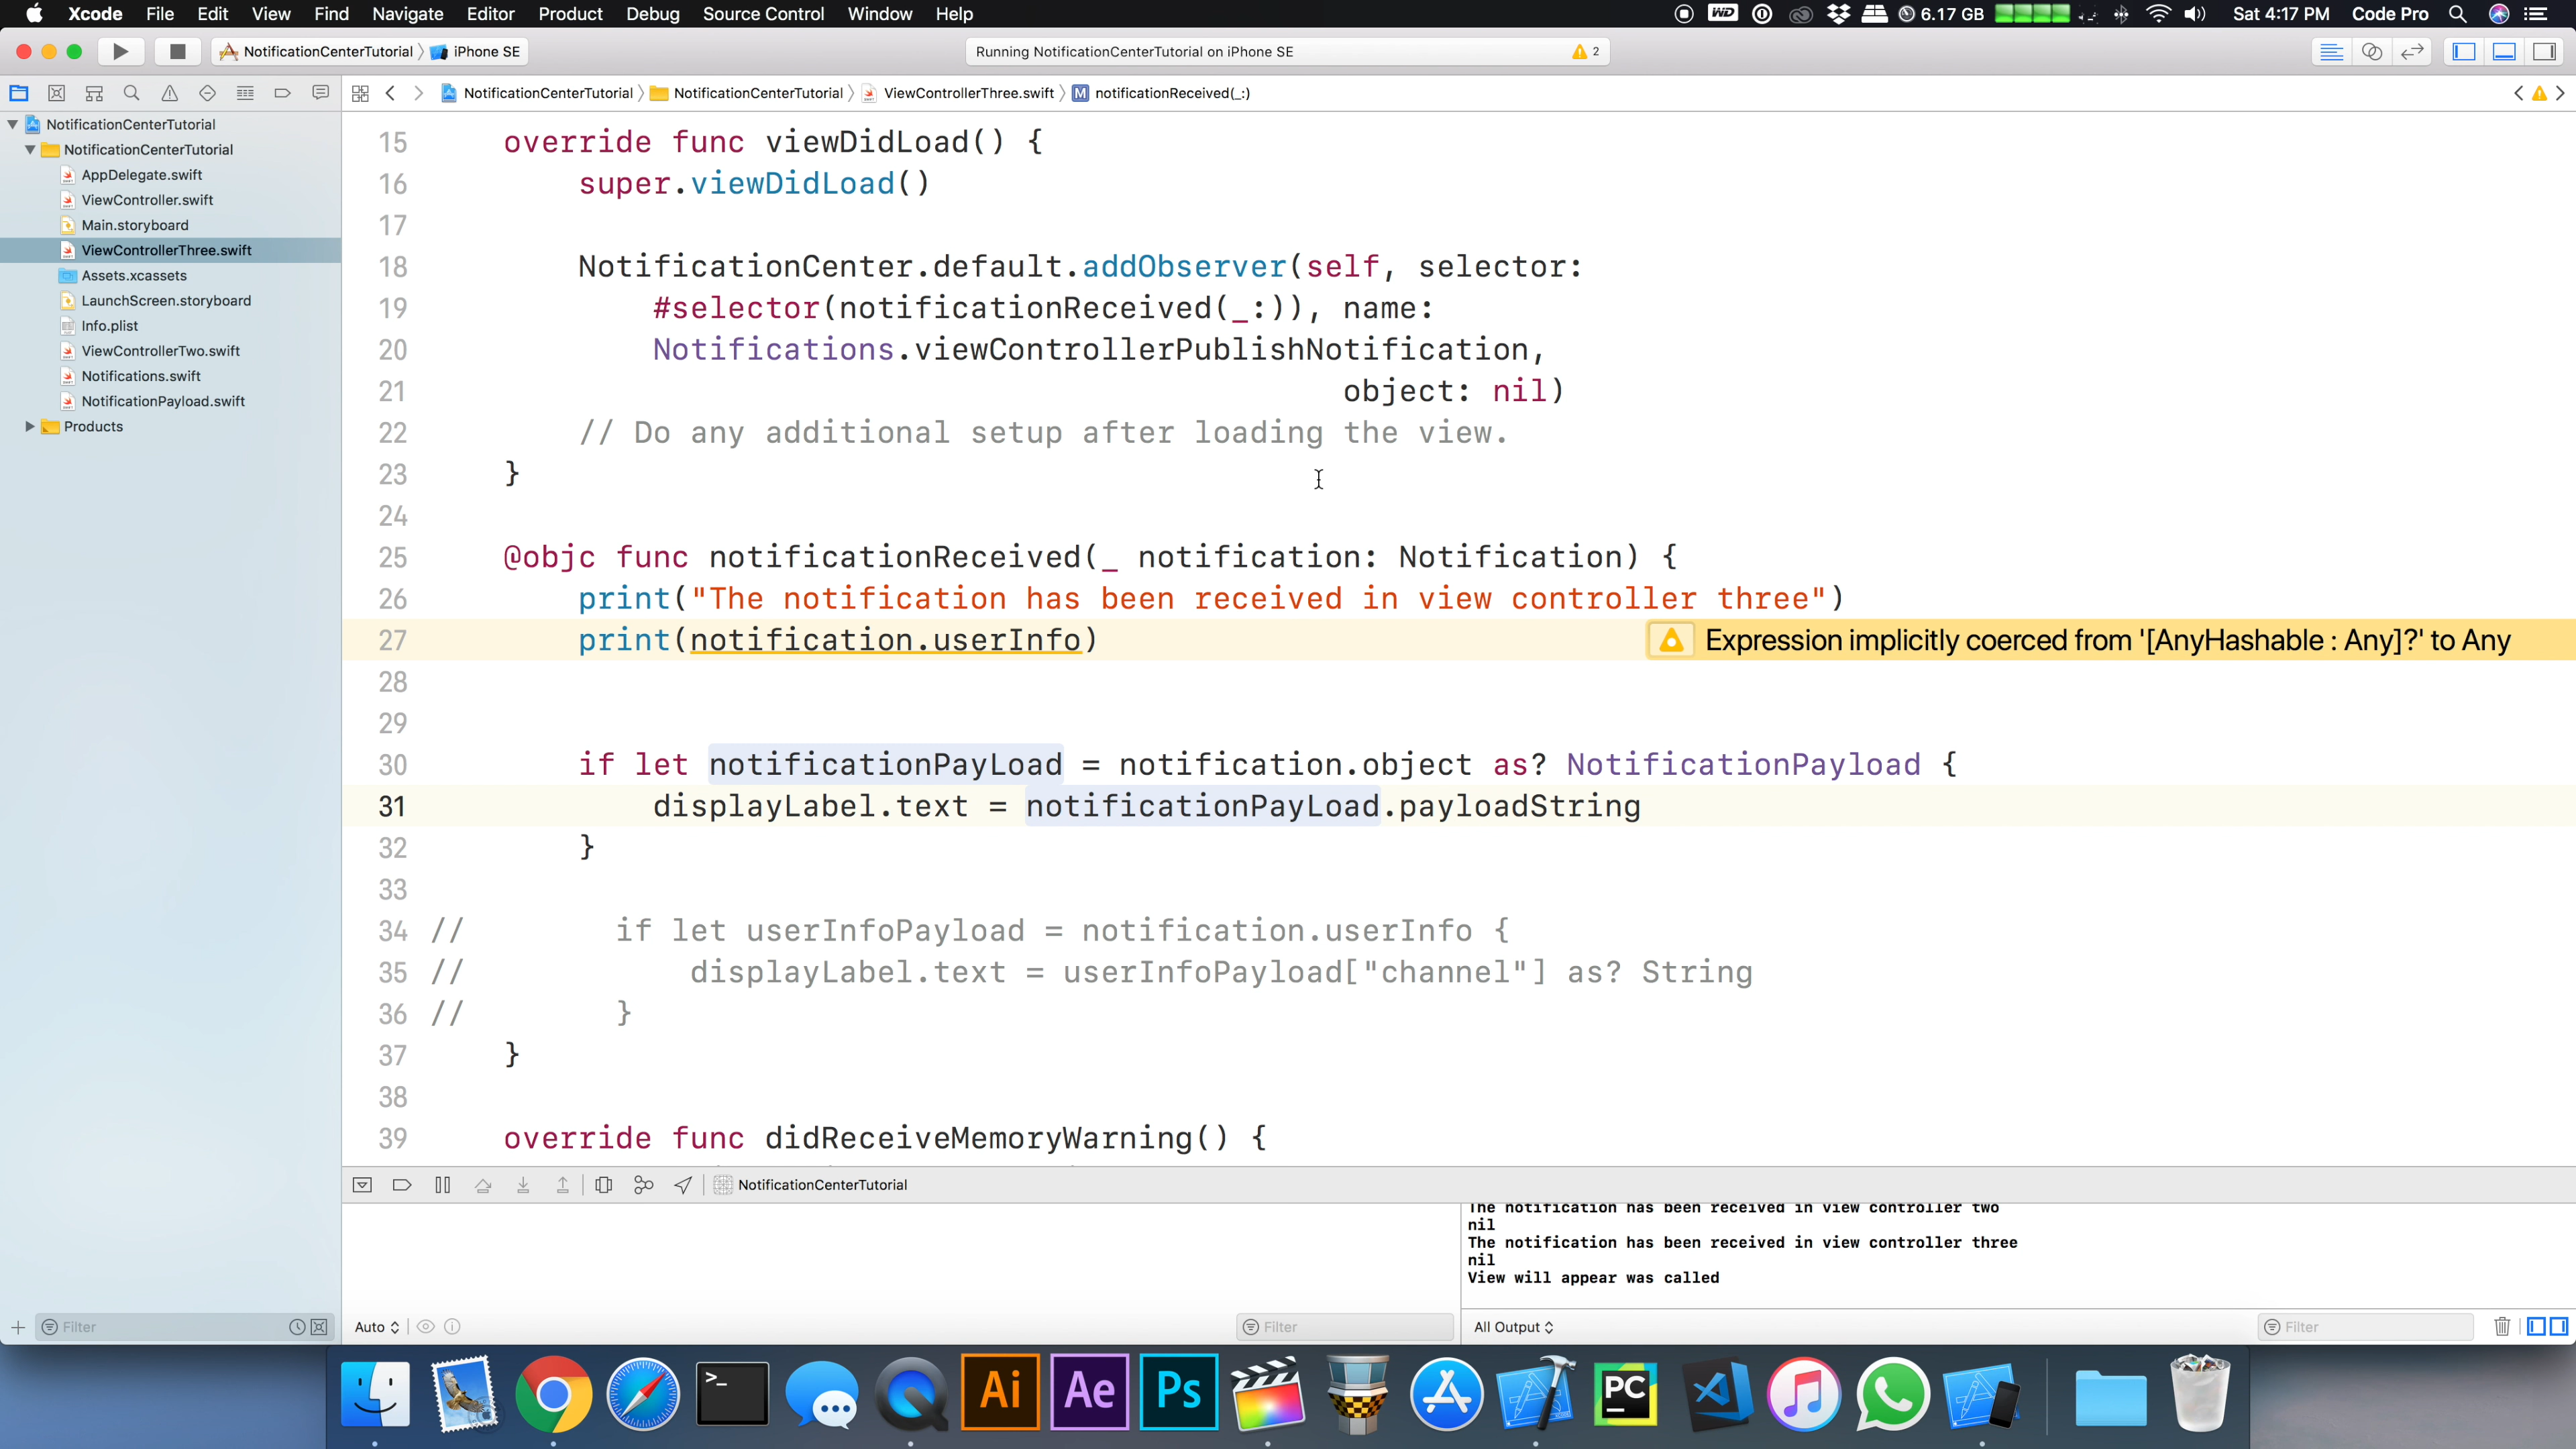 Xcode File Edit View Find Navigate Editor Product Debug Source Control Window Help WD 6.17 GB Sat 4:17 PM Code Pro
NotificationCenterTutorial iPhone SE Running NotificationCenterTutorial on iPhone SE 2
NotificationCenterTutorial NotificationCenterTutorial ViewControllerThree.swift M notificationReceived(_:)
NotificationCenterTutorial
NotificationCenterTutorial
AppDelegate.swift
ViewController.swift
Main.storyboard
ViewControllerThree.swift
Assets.xcassets
LaunchScreen.storyboard
Info.plist
ViewControllerTwo.swift
Notifications.swift
NotificationPayload.swift
Products
15 override func viewDidLoad() {
16 super.viewDidLoad()
17
18 NotificationCenter.default.addObserver(self, selector:
19 #selector(notificationReceived(_:)), name:
20 Notifications.viewControllerPublishNotification,
21 object: nil)
22 // Do any additional setup after loading the view.
23 }
24
25 @objc func notificationReceived(_ notification: Notification) {
26 print("The notification has been received in view controller three")
27 print(notification.userInfo) Expression implicitly coerced from '[AnyHashable : Any]?' to Any
28
29
30 if let notificationPayLoad = notification.object as? NotificationPayload {
31 displayLabel.text = notificationPayLoad.payloadString
32 }
33
34 // if let userInfoPayload = notification.userInfo {
35 // displayLabel.text = userInfoPayload["channel"] as? String
36 // }
37 }
38
39 override func didReceiveMemoryWarning() {
NotificationCenterTutorial
The notification has been received in view controller two
nil
The notification has been received in view controller three
nil
View will appear was called
Filter Auto Filter All Output Filter
>_ Ai Ae Ps PC